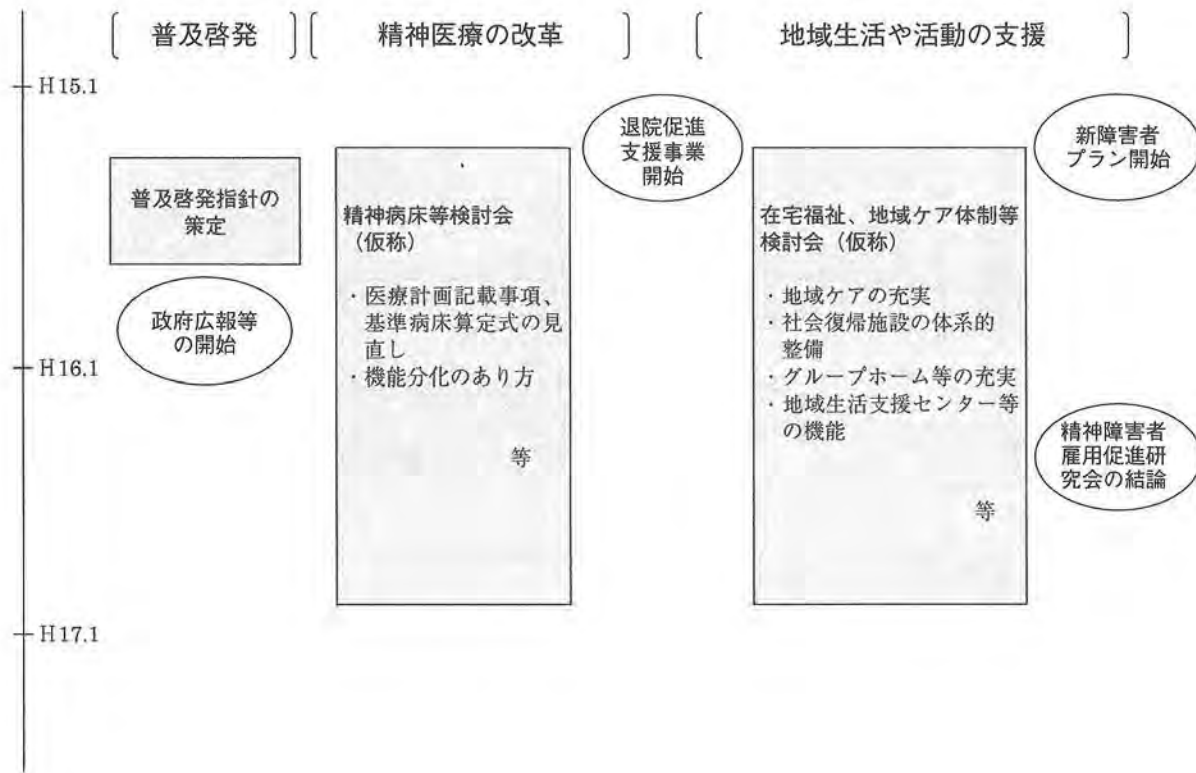 普及啓発
精神医療の改革
地域生活や活動の支援
H15.1
H16.1
H17.1
普及啓発指針の
策定
政府広報等
の開始
精神病床等検討会
(仮称)
・医療計画記載事項、
基準病床算定式の見
直し
・機能分化のあり方
等
退院促進
支援事業
開始
在宅福祉、地域ケア体制等
検討会(仮称)
・地域ケアの充実
・社会復帰施設の体系的
整備
・グループホーム等の充実
・地域生活支援センター等
の機能
等
新障害者
プラン開始
精神障害者
雇用促進研
究会の結論